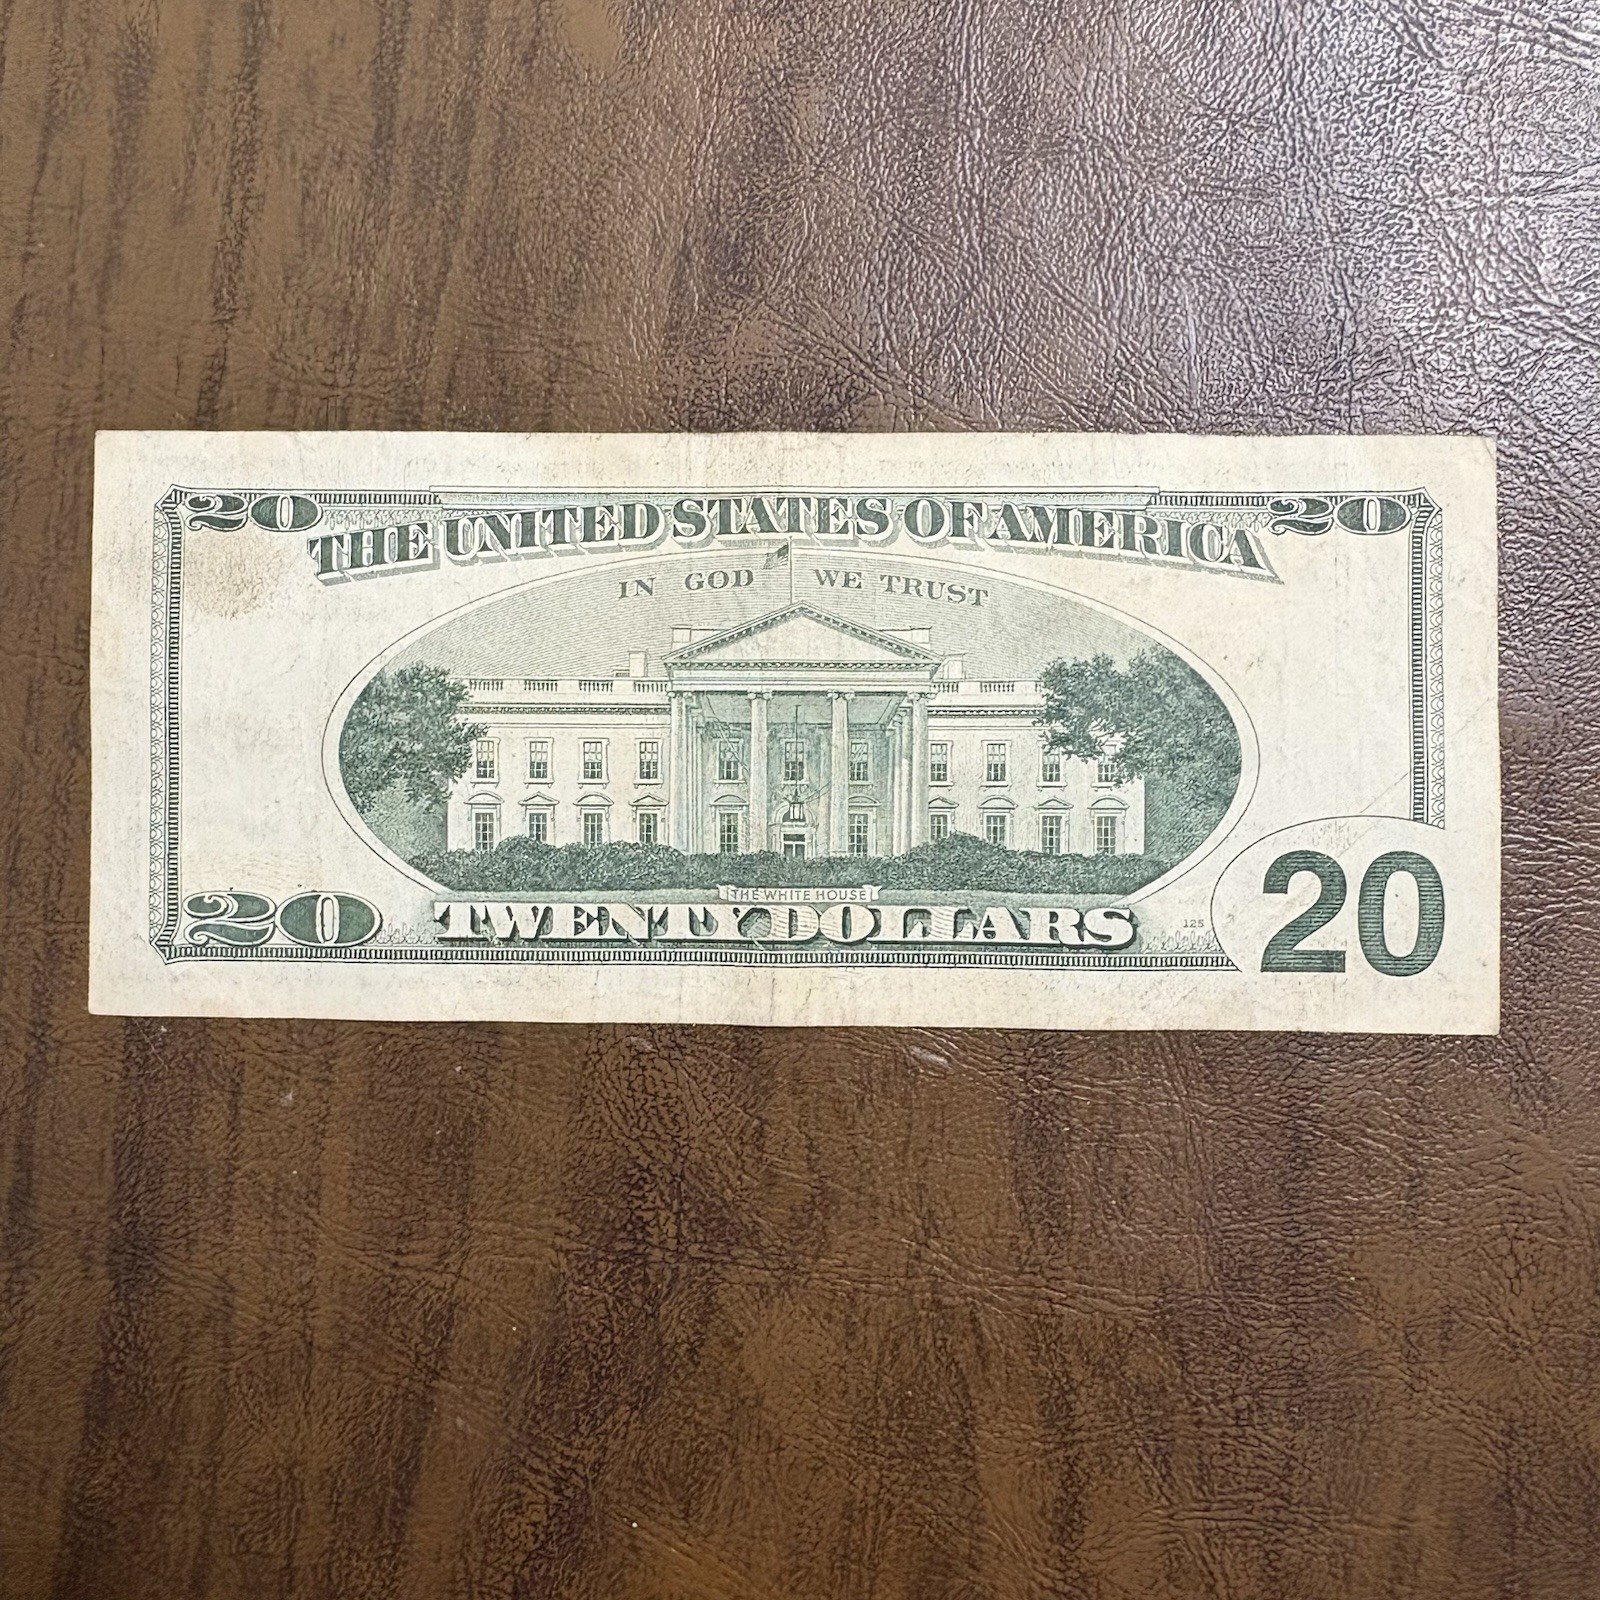 20 20
THE UNITED STATES OF AMERICA
IN GOD WE TRUST
THE WHITE HOUSE
20 TWENTY DOLLARS 125 20